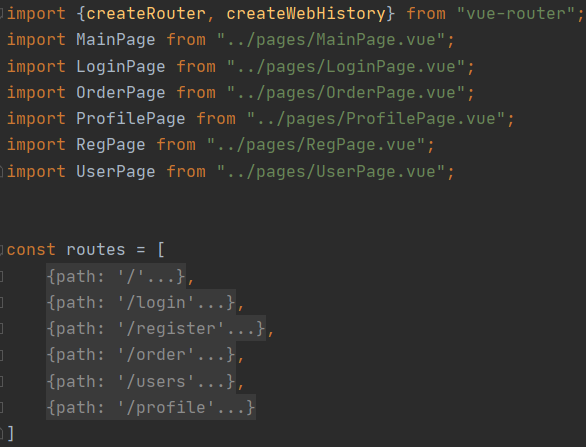 import {createRouter, createWebHistory} from "vue-router";
import MainPage from "../pages/MainPage.vue";
import LoginPage from "../pages/LoginPage.vue";
import OrderPage from "../pages/OrderPage.vue";
import ProfilePage from "../pages/ProfilePage.vue";
import RegPage from "../pages/RegPage.vue";
import UserPage from "../pages/UserPage.vue";
const routes = [
{path: '/'...},
{path: '/login'...},
{path: '/register'...},
{path: '/order'...},
{path: '/users'...},
{path: '/profile'...}
]